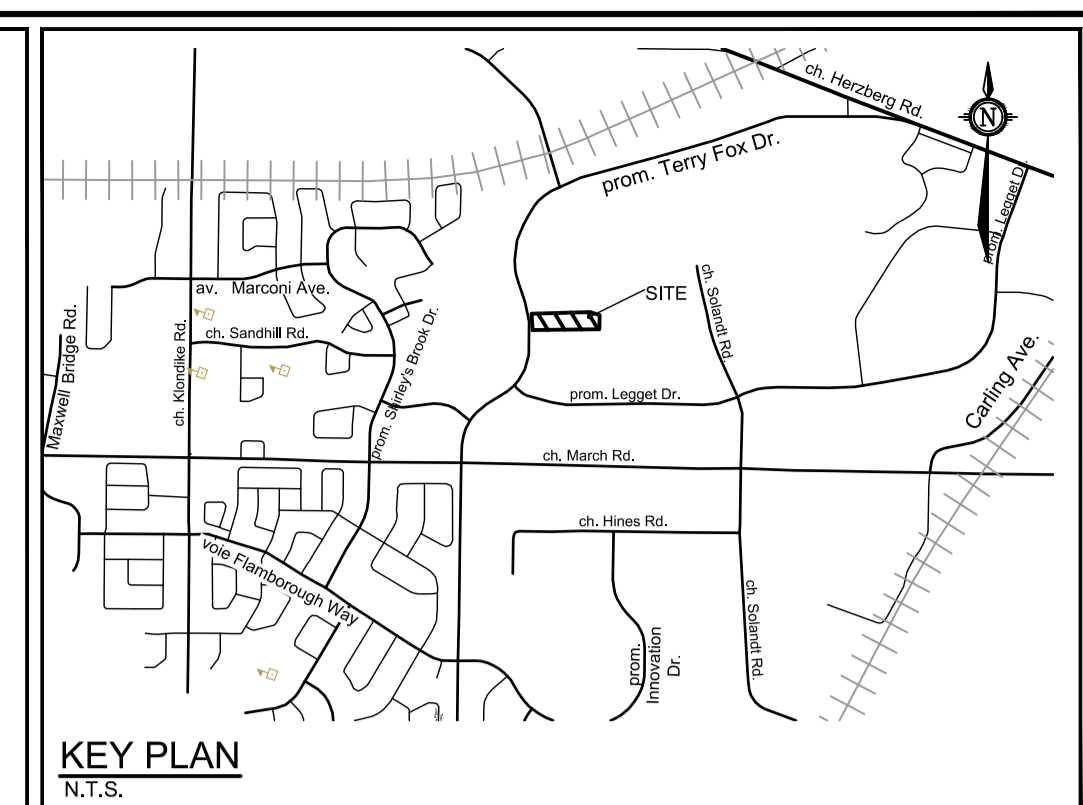 ch. Herzberg Rd.
N
prom. Terry Fox Dr.
prom. Legget D
av. Marconi Ave.
SITE
ch. Solandt Rd.
ch. Sandhill Rd.
Maxwell Bridge Rd.
ch. Klondike Rd.
prom. Shirley's Brook Dr.
prom. Legget Dr.
Carling Ave.
ch. March Rd.
ch. Hines Rd.
voie Flamborough Way
ch. Solandt Rd.
prom.
Innovation
Dr.
KEY PLAN
N.T.S.